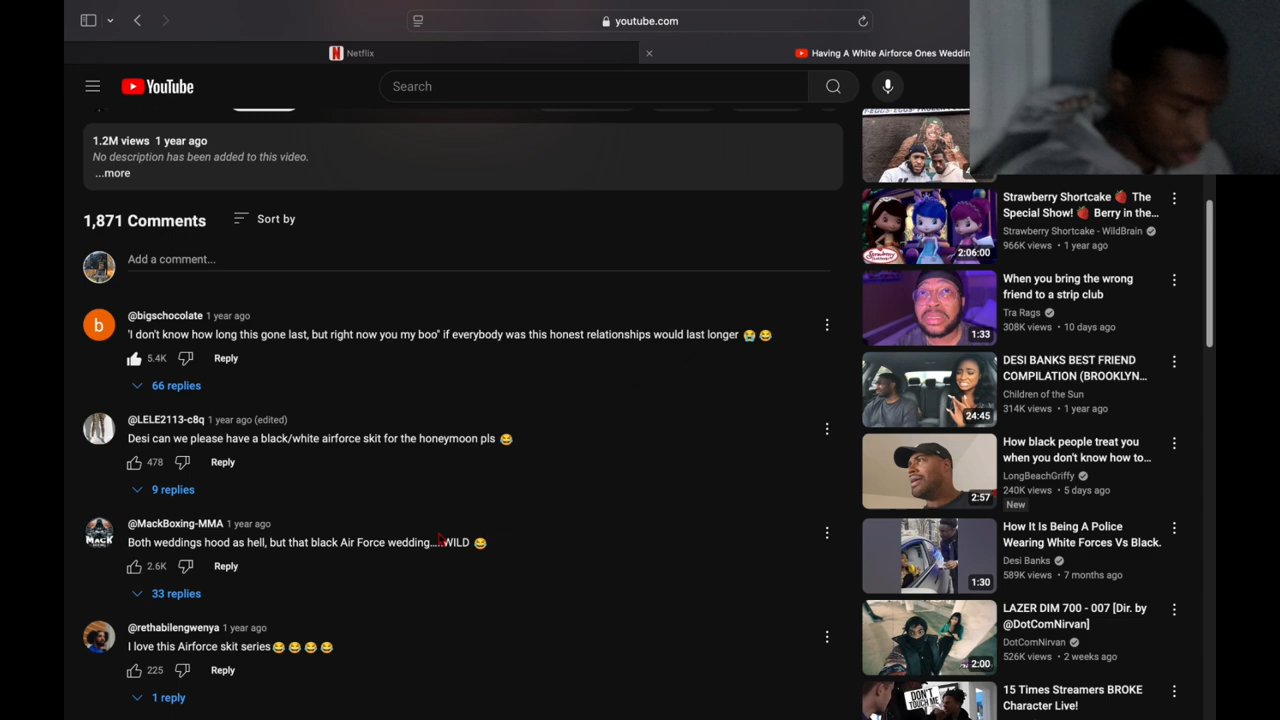 youtube.com
Netflix
Having A White Airforce Ones Weddin
YouTube
Search
1.2M views 1 year ago
No description has been added to this video.
...more
1,871 Comments
Sort by
Add a comment...
@bigschocolate 1 year ago
'I don't know how long this gone last, but right now you my boo" if everybody was this honest relationships would last longer 😭 😂
5.4K
Reply
66 replies
@LELE2113-c8q 1 year ago (edited)
Desi can we please have a black/white airforce skit for the honeymoon pls 😂
478
Reply
9 replies
@MackBoxing-MMA 1 year ago
Both weddings hood as hell, but that black Air Force wedding.....WILD 😂
2.6K
Reply
33 replies
@rethabilengwenya 1 year ago
I love this Airforce skit series😂 😂 😂 😂
225
Reply
1 reply
Strawberry Shortcake 🍓 The
Special Show! 🍓 Berry in the...
Strawberry Shortcake - WildBrain
966K views 1 year ago
2:06:00
When you bring the wrong
friend to a strip club
Tra Rags
308K views 10 days ago
1:33
DESI BANKS BEST FRIEND
COMPILATION (BROOKLYN...
Children of the Sun
314K views 1 year ago
24:45
How black people treat you
when you don't know how to...
LongBeachGriffy
240K views 5 days ago
New
2:57
How It Is Being A Police
Wearing White Forces Vs Black.
Desi Banks
589K views 7 months ago
1:30
LAZER DIM 700 - 007 [Dir. by
@DotComNirvan]
DotComNirvan
526K views 2 weeks ago
2:00
15 Times Streamers BROKE
Character Live!
DON'T
TOUCH ME